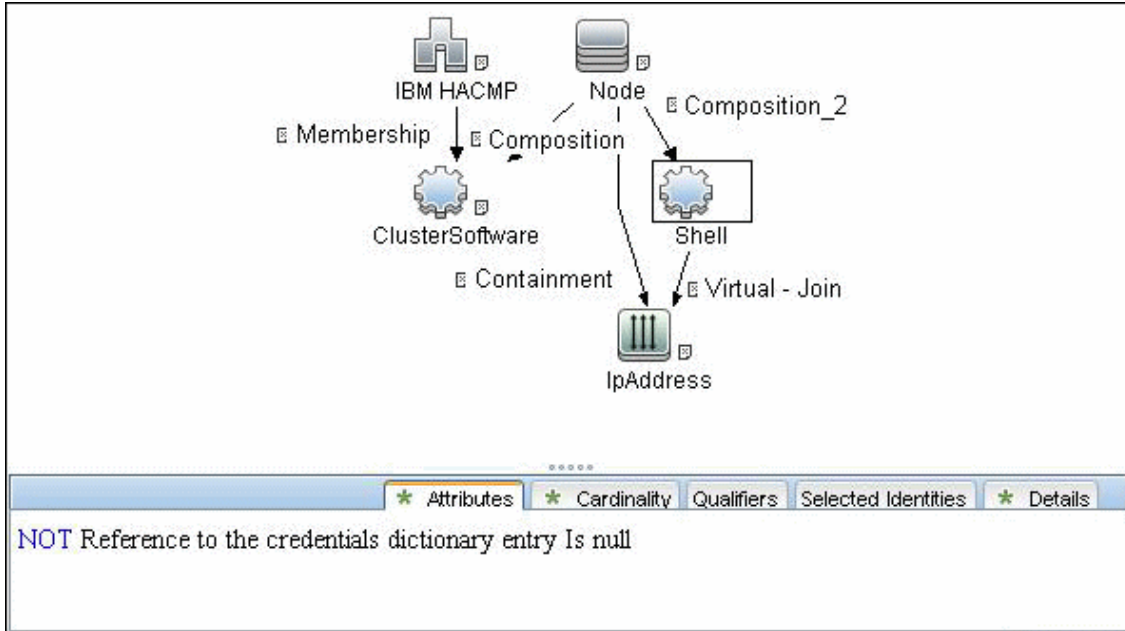 IBM HACMP
Node
Composition_2
Membership
Composition
ClusterSoftware
Shell
Containment
Virtual - Join
IpAddress
* Attributes
* Cardinality
Qualifiers
Selected Identities
* Details
NOT Reference to the credentials dictionary entry Is null